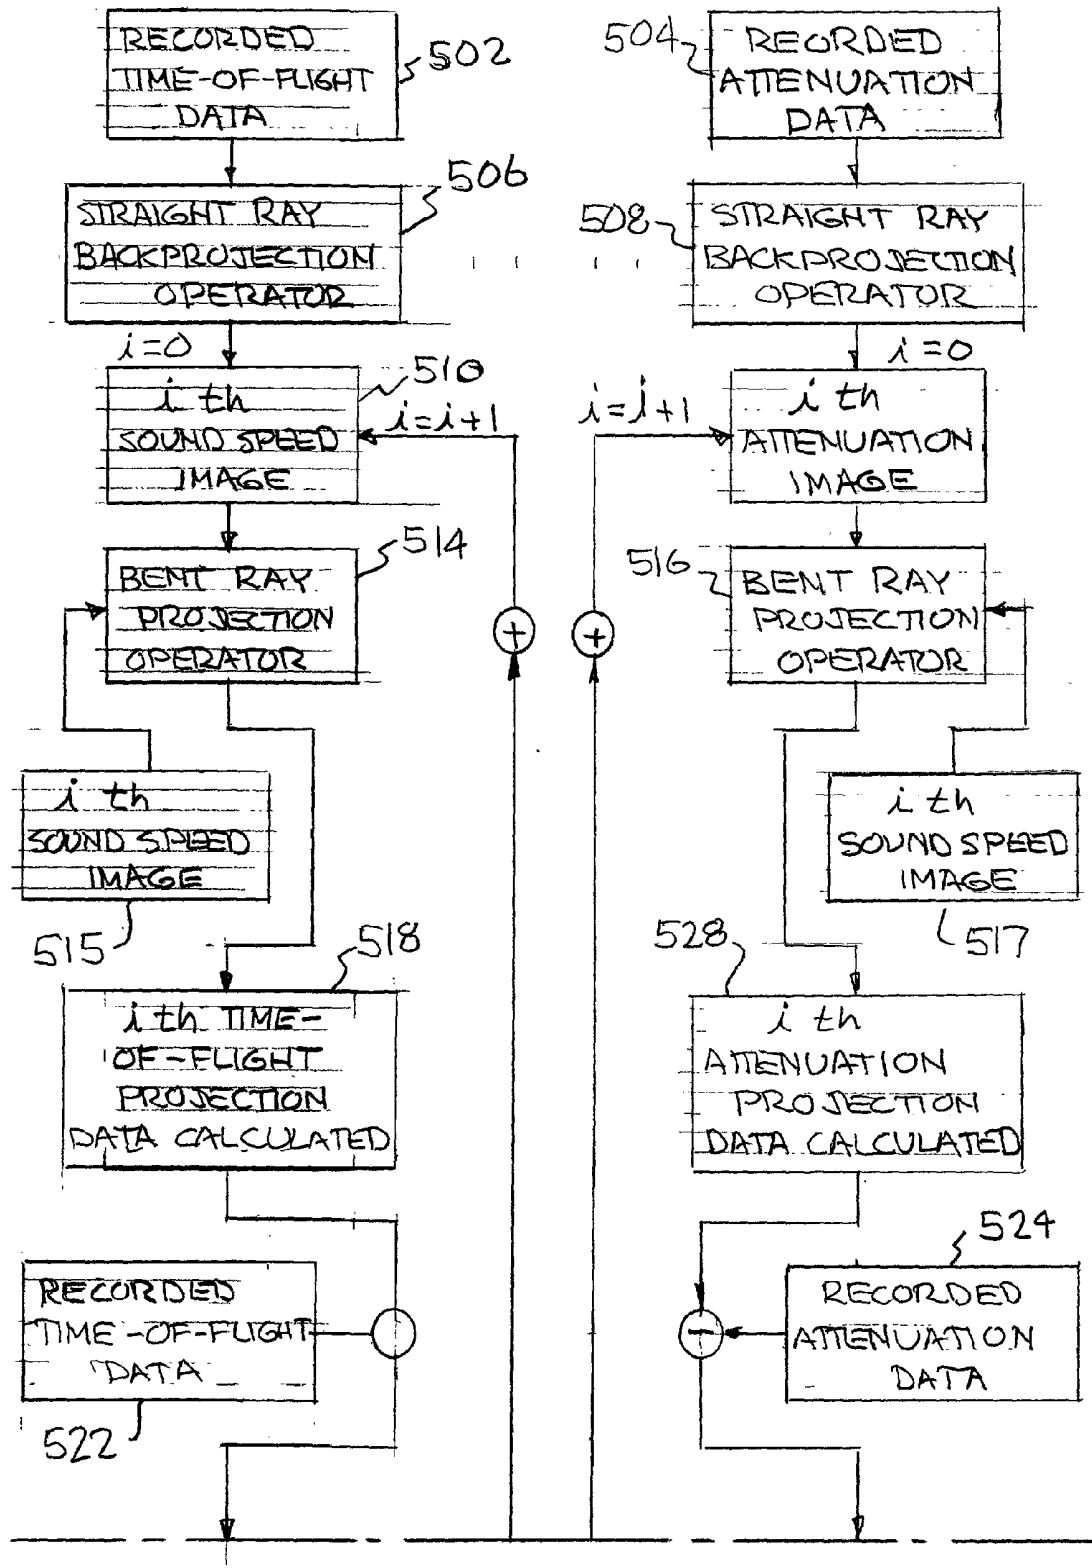 RECORDED
TIME-OF-FLIGHT
DATA
502
504
REORDED
ATTENUATION
DATA
506
STRAIGHT RAY
BACKPROJECTION
OPERATOR
508
STRAIGHT RAY
BACKPROJECTION
OPERATOR
i=0
i=0
510
i th
SOUND SPEED
IMAGE
i=i+1
i=i+1
i th
ATTENUATION
IMAGE
514
BENT RAY
PROJECTION
OPERATOR
516
BENT RAY
PROJECTION
OPERATOR
+
+
i th
SOUND SPEED
IMAGE
515
i th
SOUND SPEED
IMAGE
517
518
i th TIME-
OF-FLIGHT
PROJECTION
DATA CALCULATED
528
i th
ATTENUATION
PROJECTION
DATA CALCULATED
RECORDED
TIME-OF-FLIGHT
DATA
522
524
RECORDED
ATTENUATION
DATA
−